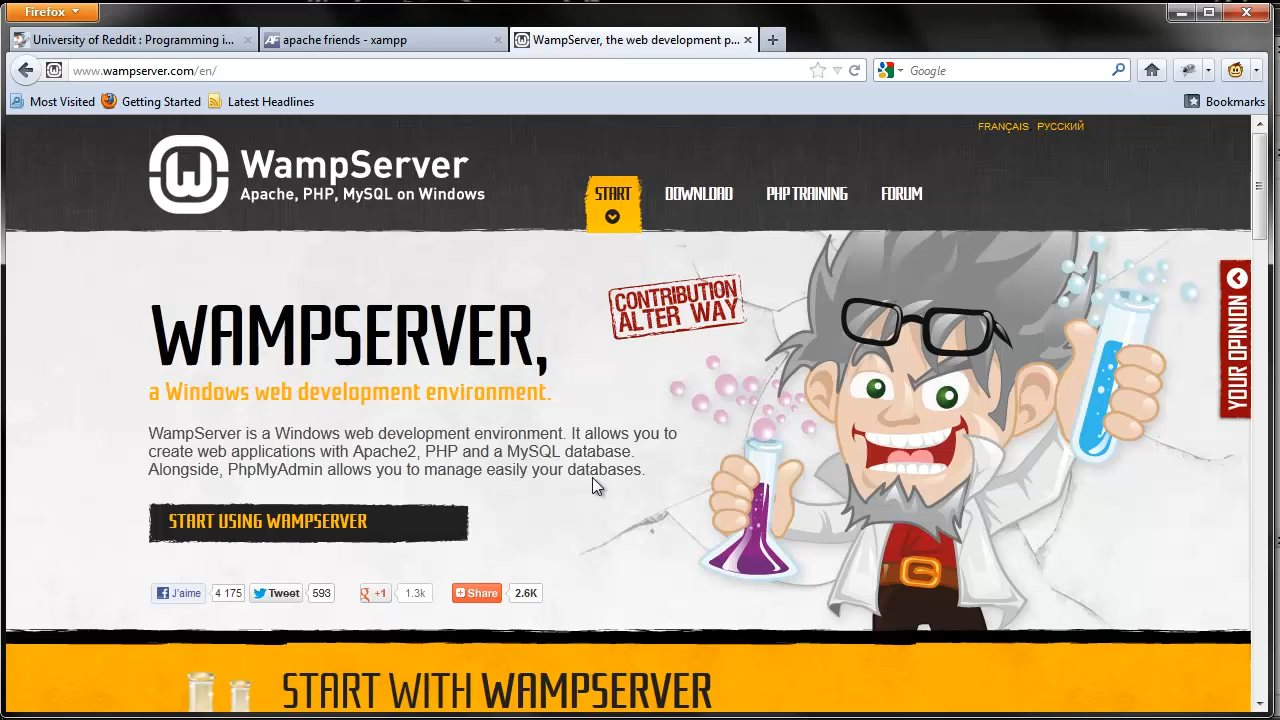 Firefox
University of Reddit : Programming i...
apache friends - xampp
WampServer, the web development p...
www.wampserver.com/en/
Google
Most Visited
Getting Started
Latest Headlines
Bookmarks
FRANÇAIS
РУССКИЙ
WampServer
Apache, PHP, MySQL on Windows
START
DOWNLOAD
PHP TRAINING
FORUM
CONTRIBUTION
ALTER WAY
YOUR OPINION
WAMPSERVER,
a Windows web development environment.
WampServer is a Windows web development environment. It allows you to
create web applications with Apache2, PHP and a MySQL database.
Alongside, PhpMyAdmin allows you to manage easily your databases.
START USING WAMPSERVER
J'aime
4 175
Tweet
593
+1
1.3k
Share
2.6K
START WITH WAMPSERVER